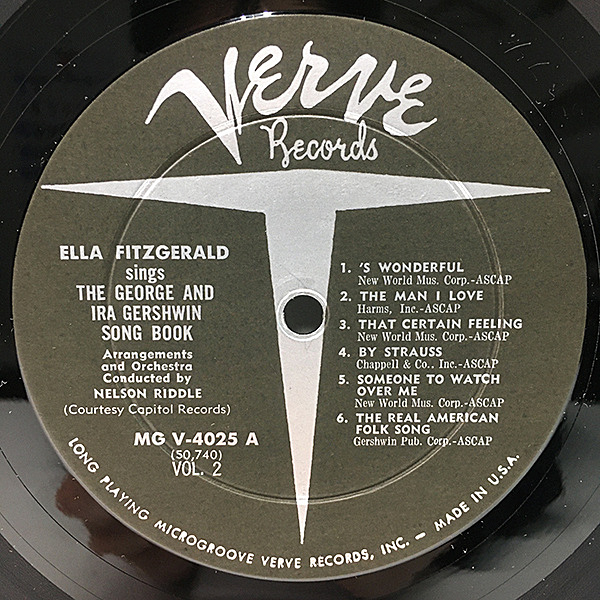 Verve
Records
ELLA FITZGERALD
sings
THE GEORGE AND
IRA GERSHWIN
SONG BOOK
Arrangements
and Orchestra
Conducted by
NELSON RIDDLE
(Courtesy Capitol Records)
MG V-4025 A
(50,740)
VOL. 2
1. 'S WONDERFUL
New World Mus. Corp.-ASCAP
2. THE MAN I LOVE
Harms, Inc.-ASCAP
3. THAT CERTAIN FEELING
New World Mus. Corp.-ASCAP
4. BY STRAUSS
Chappell & Co., Inc.-ASCAP
5. SOMEONE TO WATCH
OVER ME
New World Mus. Corp.-ASCAP
6. THE REAL AMERICAN
FOLK SONG
Gershwin Pub. Corp.-ASCAP
LONG PLAYING MICROGROOVE VERVE RECORDS, INC. — MADE IN U.S.A.